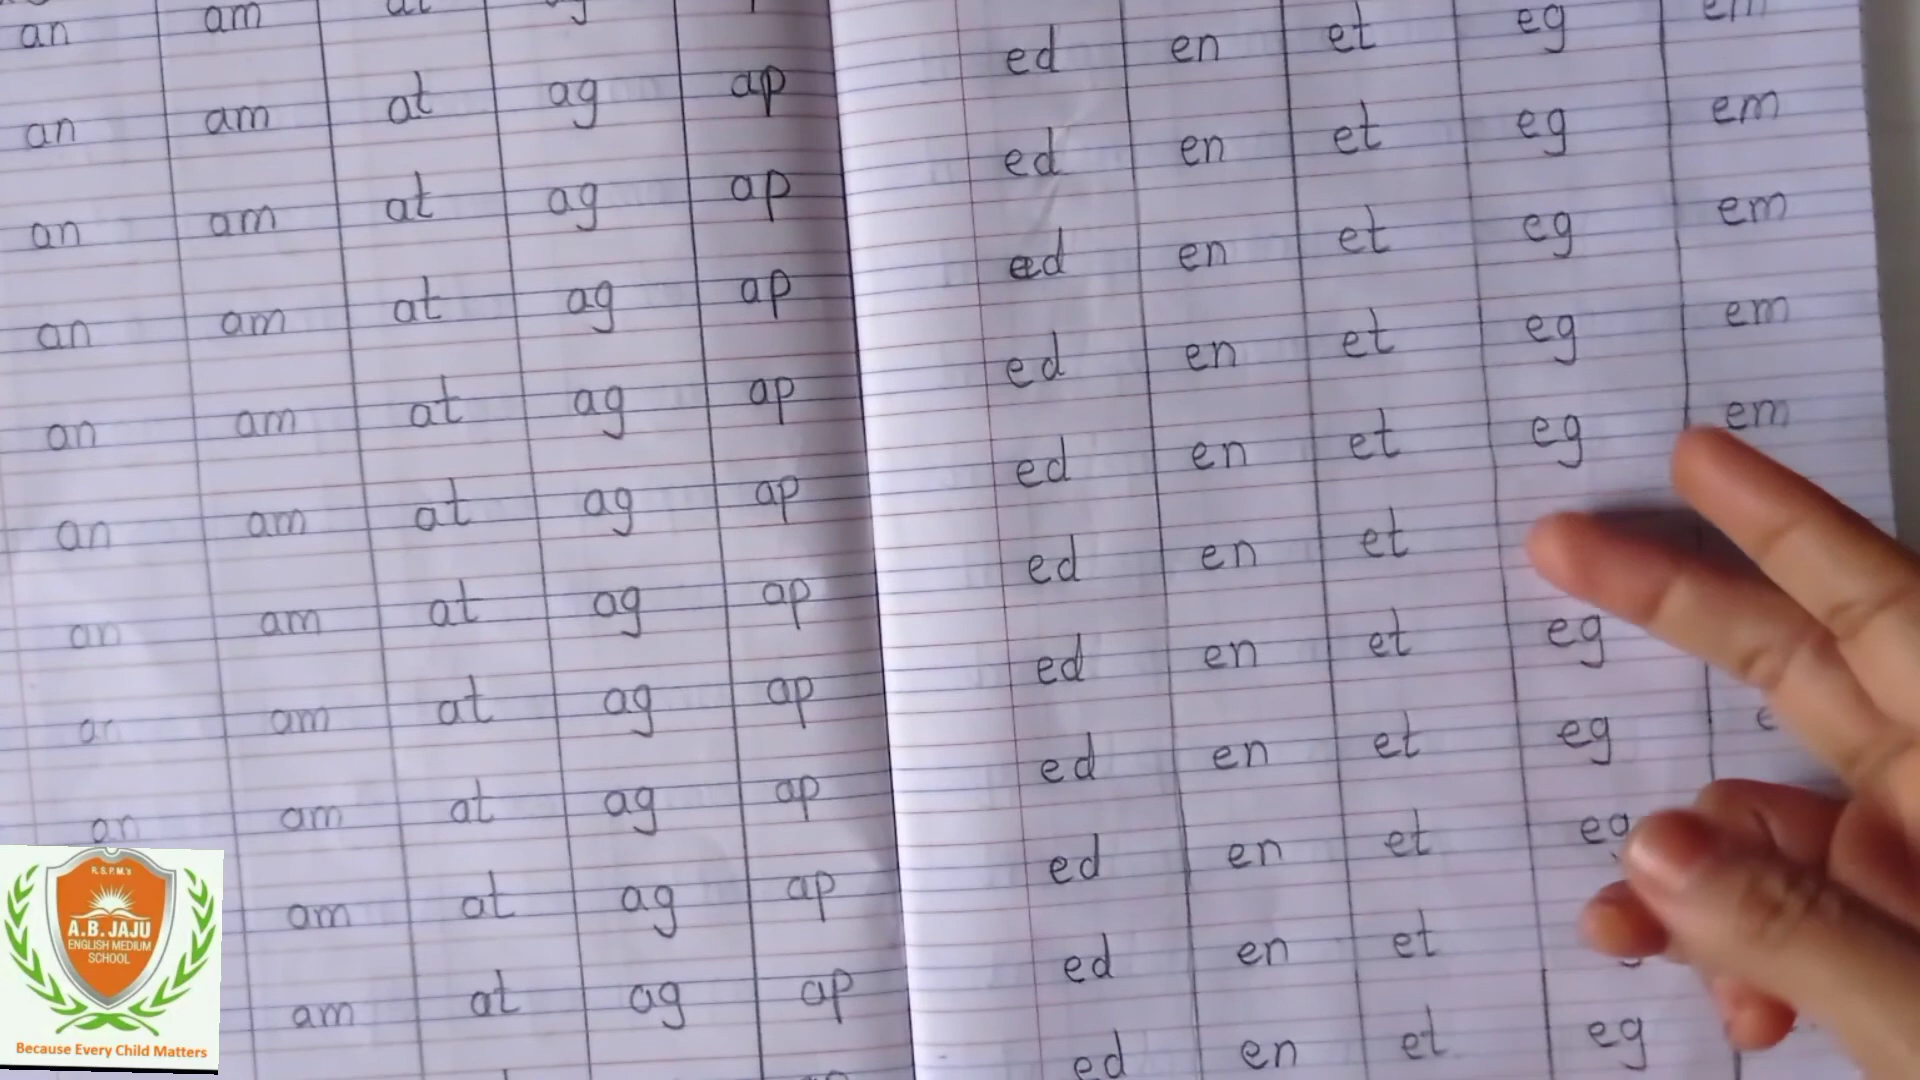 an am at ag
an am at ag ap
an am at ag ap
an am at ag ap
an am at ag ap
an am at ag ap
an am at ag ap
an am at ag ap
an am at ag ap
am at ag ap
am at ag ap
ed en et eg em
ed en et eg em
ed en et eg em
ed en et eg em
ed en et eg em
ed en et
ed en et eg
ed en et eg
ed en et eg
ed en et
ed en et eg
R.S.P.M.'s
A.B. JAJU
ENGLISH MEDIUM
SCHOOL
Because Every Child Matters